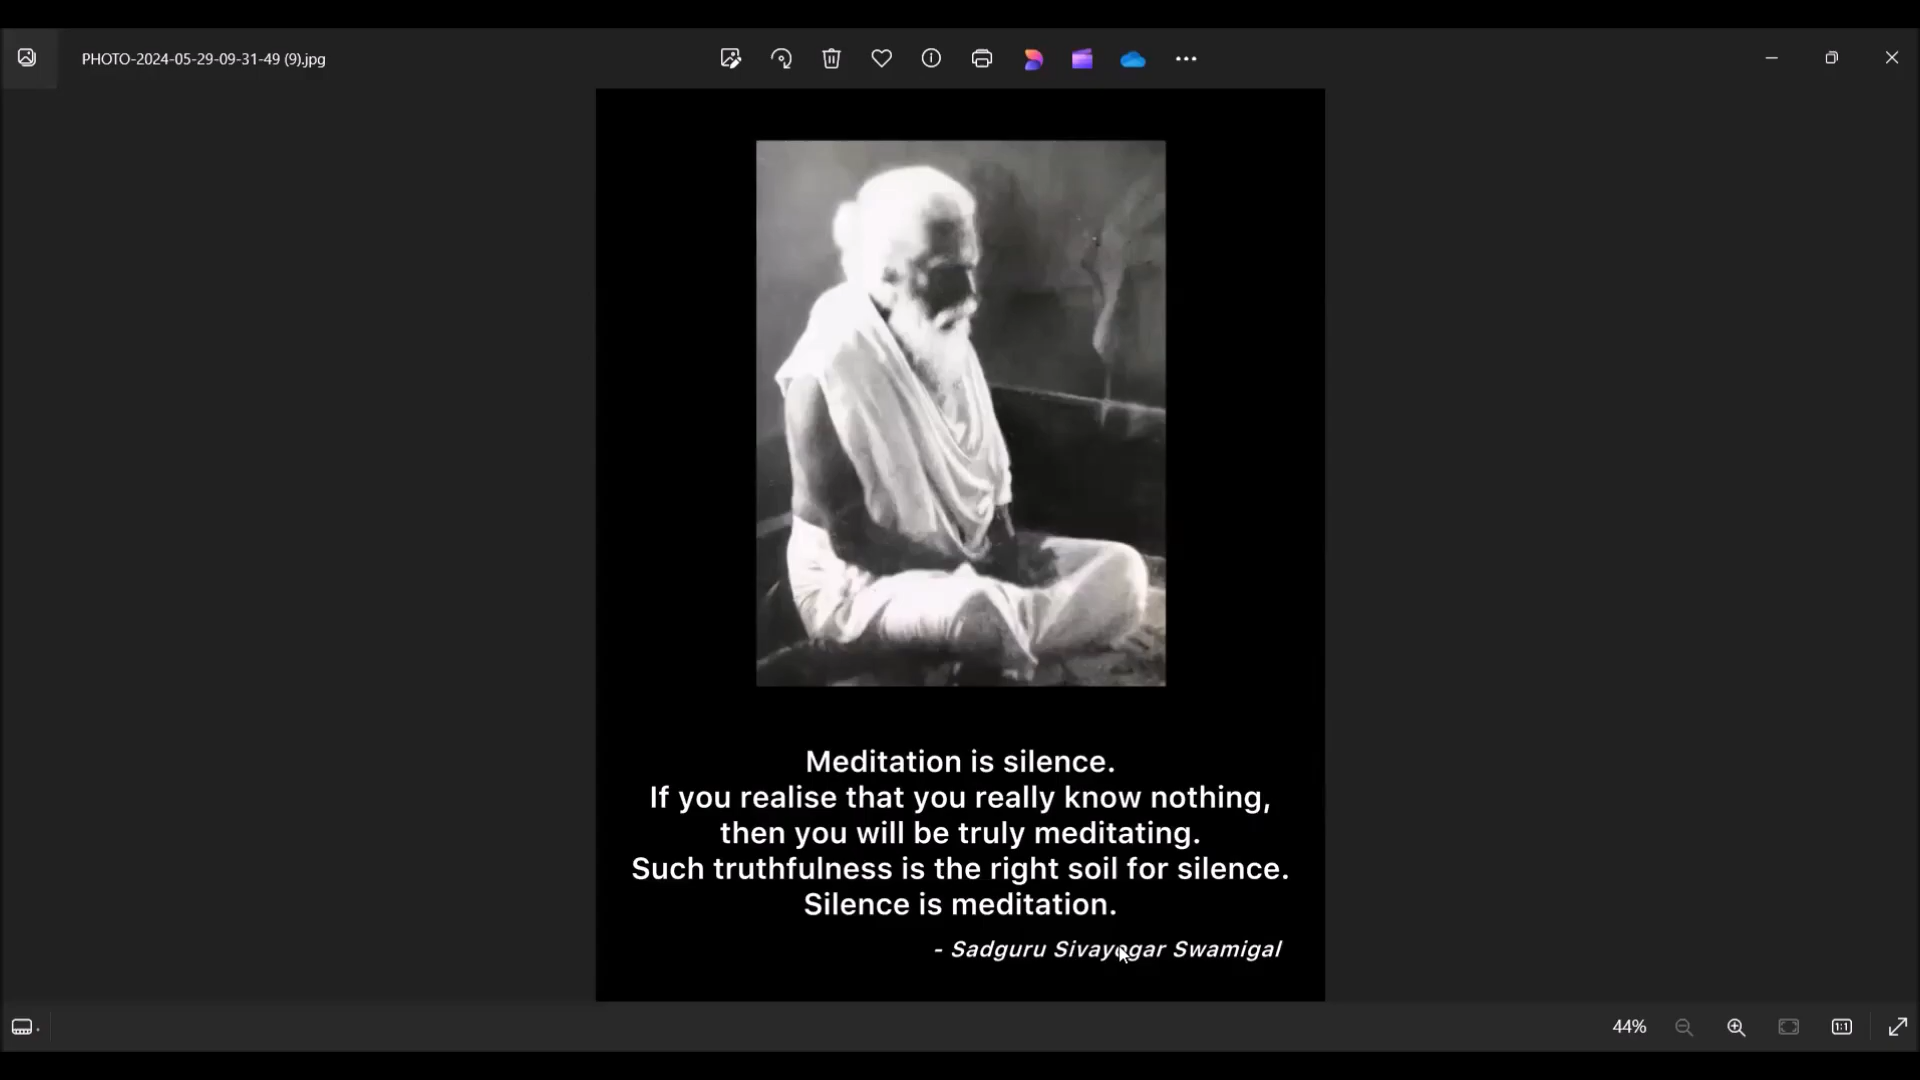 PHOTO-2024-05-29-09-31-49 (9).jpg
Meditation is silence.
If you realise that you really know nothing,
then you will be truly meditating.
Such truthfulness is the right soil for silence.
Silence is meditation.
- Sadguru Sivayogar Swamigal
44%
1:1